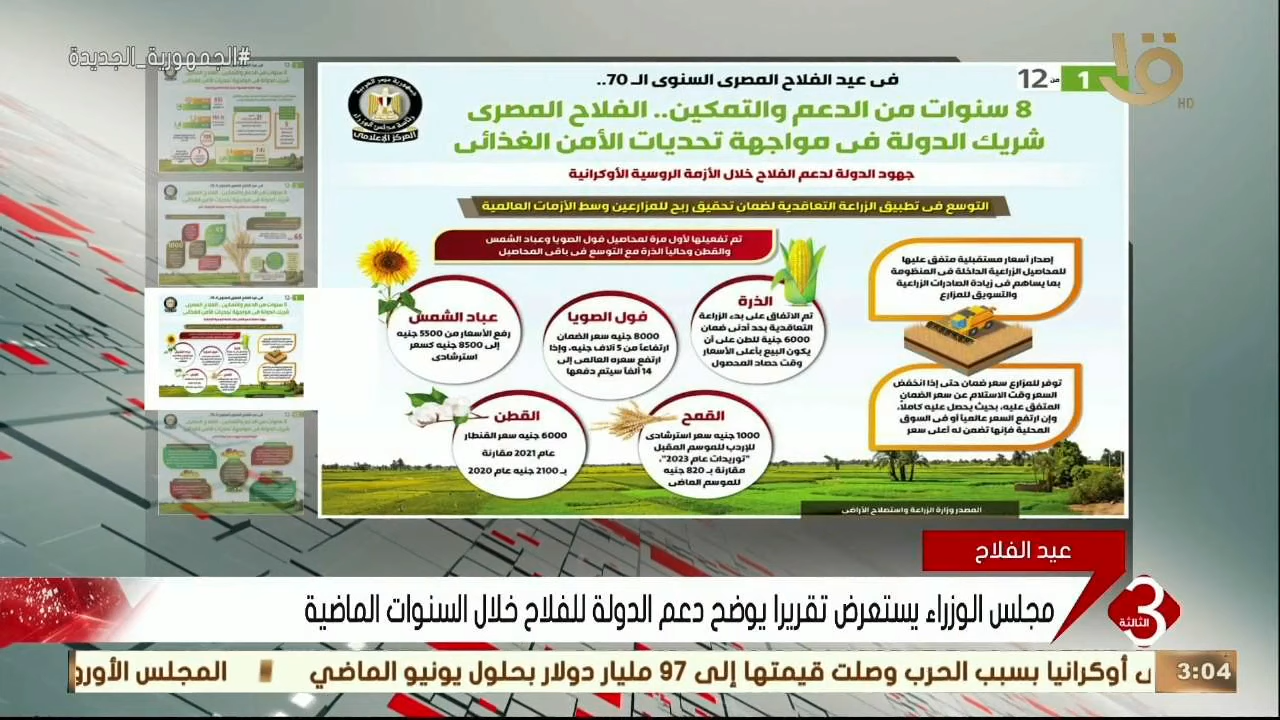 #الجمهورية_الجديدة
HD
1 من 12
فى عيد الفلاح المصرى السنوى الـ 70..
8 سنوات من الدعم والتمكين.. الفلاح المصرى
شريك الدولة فى مواجهة تحديات الأمن الغذائى
جهود الدولة لدعم الفلاح خلال الأزمة الروسية الأوكرانية
التوسع فى تطبيق الزراعة التعاقدية لضمان تحقيق ربح للمزارعين وسط الأزمات العالمية
جمهورية مصر العربية
رئاسة مجلس الوزراء
المركز الإعلامى
تم تفعيلها لأول مرة لمحاصيل فول الصويا وعباد الشمس
والقطن وحالياً الذرة مع التوسع فى باقى المحاصيل
إصدار أسعار مستقبلية متفق عليها
للمحاصيل الزراعية الداخلة فى المنظومة
بما يساهم فى زيادة الصادرات الزراعية
والتسويق للمزارع
توفر للمزارع سعر ضمان حتى إذا انخفض
السعر وقت الاستلام عن سعر الضمان
المتفق عليه، بحيث يحصل عليه كاملاً،
وإن ارتفع السعر عالمياً أو فى السوق
المحلية فإنها تضمن له أعلى سعر
الذرة
تم الاتفاق على بدء الزراعة
التعاقدية بحد أدنى ضمان
6000 جنية للطن على أن
يكون البيع بأعلى الأسعار
وقت حصاد المحصول
فول الصويا
8000 جنيه سعر الضمان
ارتفاعاً من 5 آلاف جنيه، وإذا
ارتفع سعره العالمى إلى
14 ألفاً سيتم دفعها
عباد الشمس
رفع الأسعار من 5500 جنيه
إلى 8500 جنيه كسعر
استرشادى
القمح
1000 جنيه سعر استرشادى
للإردب للموسم المقبل
"توريدات عام 2023"،
مقارنة بـ 820 جنيه
للموسم الماضى
القطن
6000 جنيه سعر القنطار
عام 2021 مقارنة
بـ 2100 جنيه عام 2020
المصدر وزارة الزراعة واستصلاح الأراضى
عيد الفلاح
مجلس الوزراء يستعرض تقريرا يوضح دعم الدولة للفلاح خلال السنوات الماضية
3 الثالثة
3:04
أوكرانيا بسبب الحرب وصلت قيمتها إلى 97 مليار دولار بحلول يونيو الماضي
المجلس